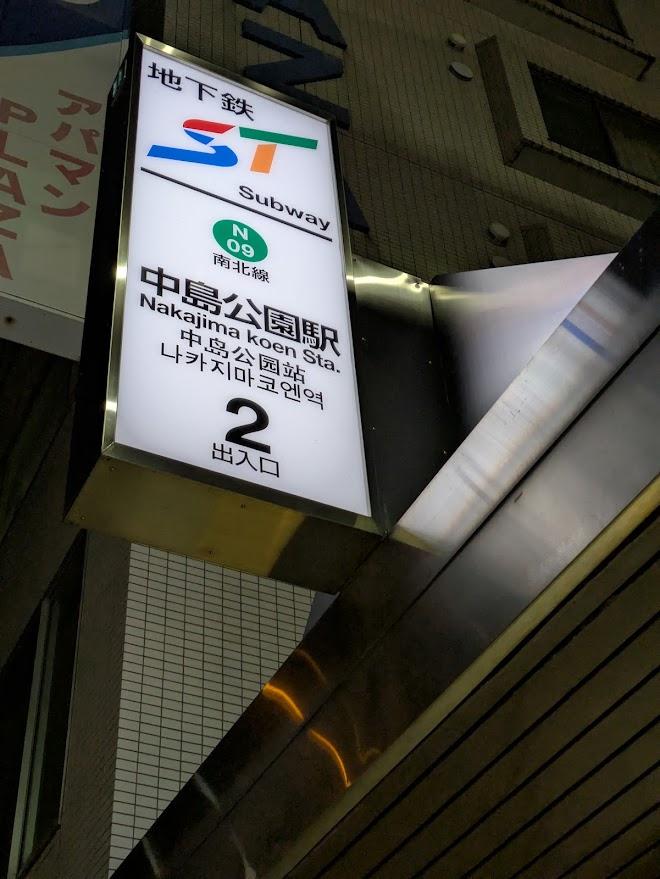 地下鉄
ST
Subway
N
09
南北線
中島公園駅
Nakajima koen Sta.
中岛公园站
나카지마코엔역
2
出入口
アパマン
PLAZA